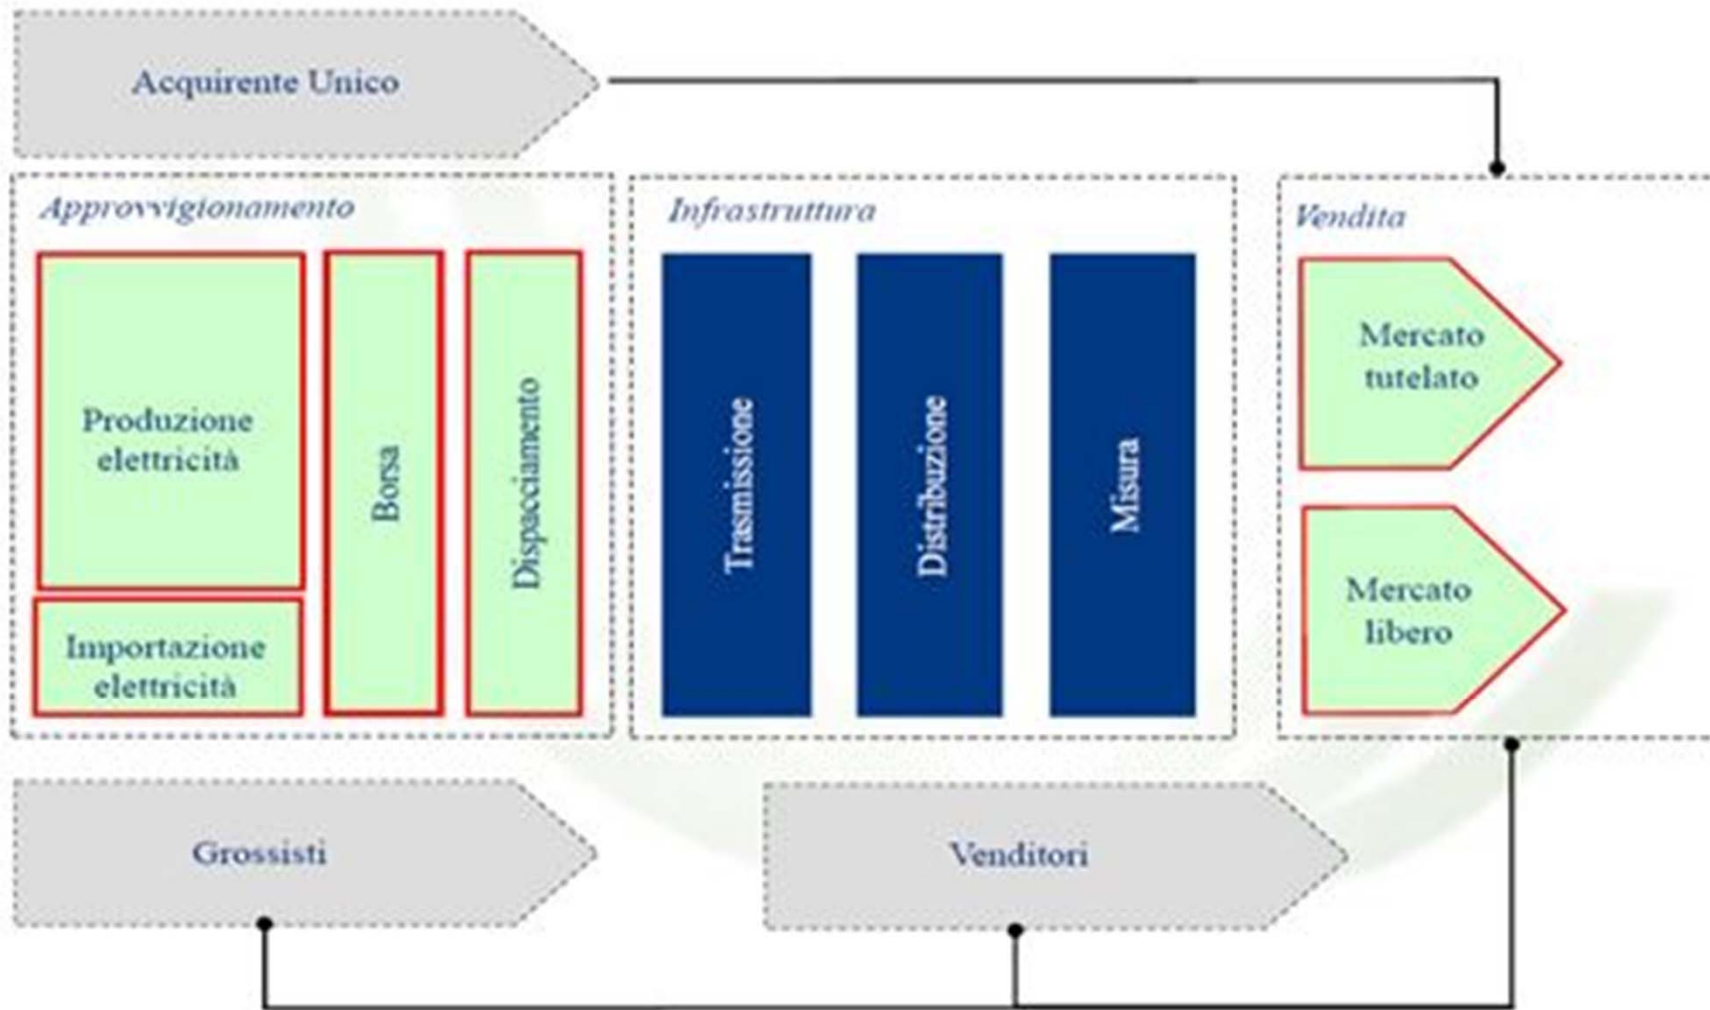 Acquirente Unico
Approvvigionamento
Produzione
elettricità
Importazione
elettricità
Borsa
Dispacciamento
Infrastruttura
Trasmissione
Distribuzione
Misura
Vendita
Mercato
tutelato
Mercato
libero
Grossisti
Venditori